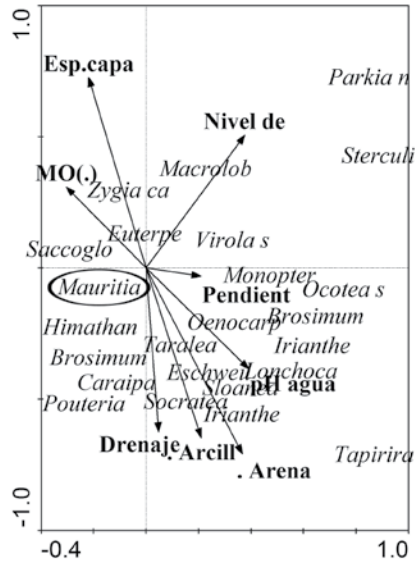 1.0
Esp.capa
Parkia n
Nivel de
Sterculi
Macrolob
MO(.)
Zygia ca
Euterpe
Virola s
Saccoglo
Monopter
Mauritia
Pendient
Ocotea s
Brosimum
Oenocarp
Himathan
Taralea
Irianthe
Brosimum
Eschwei
Lonchoca
Caraipa
Sloanea
pH agua
Pouteria
Socratea
Irianthe
Drenaje
Arcill
Tapirira
Arena
-1.0
-0.4
1.0